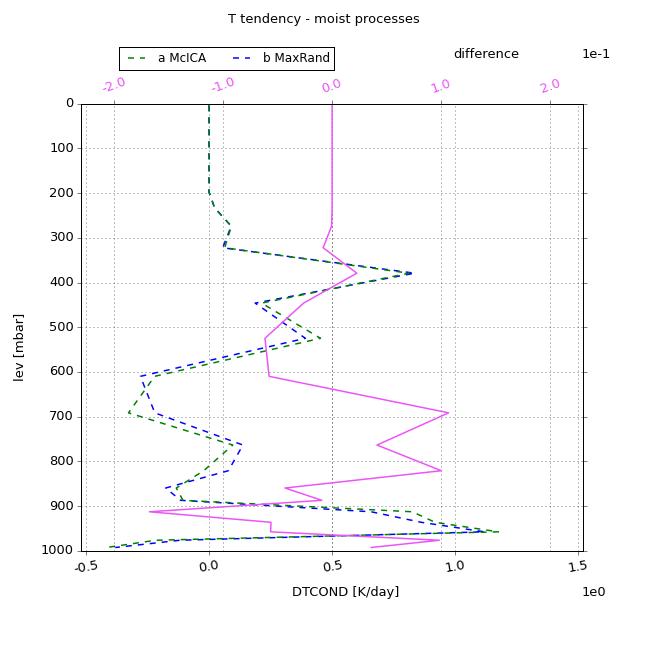 T tendency - moist processes
a McICA b MaxRand difference 1e-1
-2.0 -1.0 0.0 1.0 2.0
0
100
200
300
400
500
600
700
800
900
1000
lev [mbar]
-0.5 0.0 0.5 1.0 1.5
DTCOND [K/day] 1e0